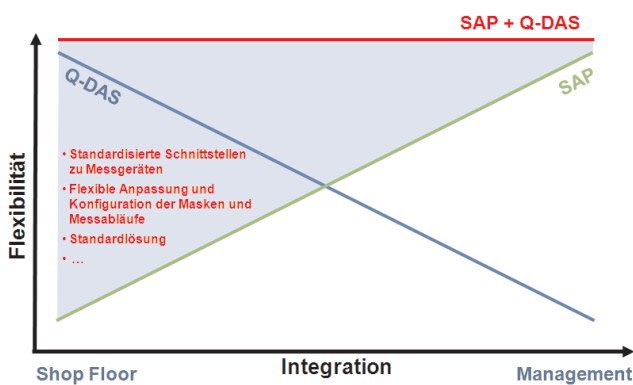 SAP + Q-DAS
Q-DAS
SAP
• Standardisierte Schnittstellen
zu Messgeräten
• Flexible Anpassung und
Konfiguration der Masken und
Messabläufe
• Standardlösung
• ...
Flexibilität
Shop Floor
Integration
Management